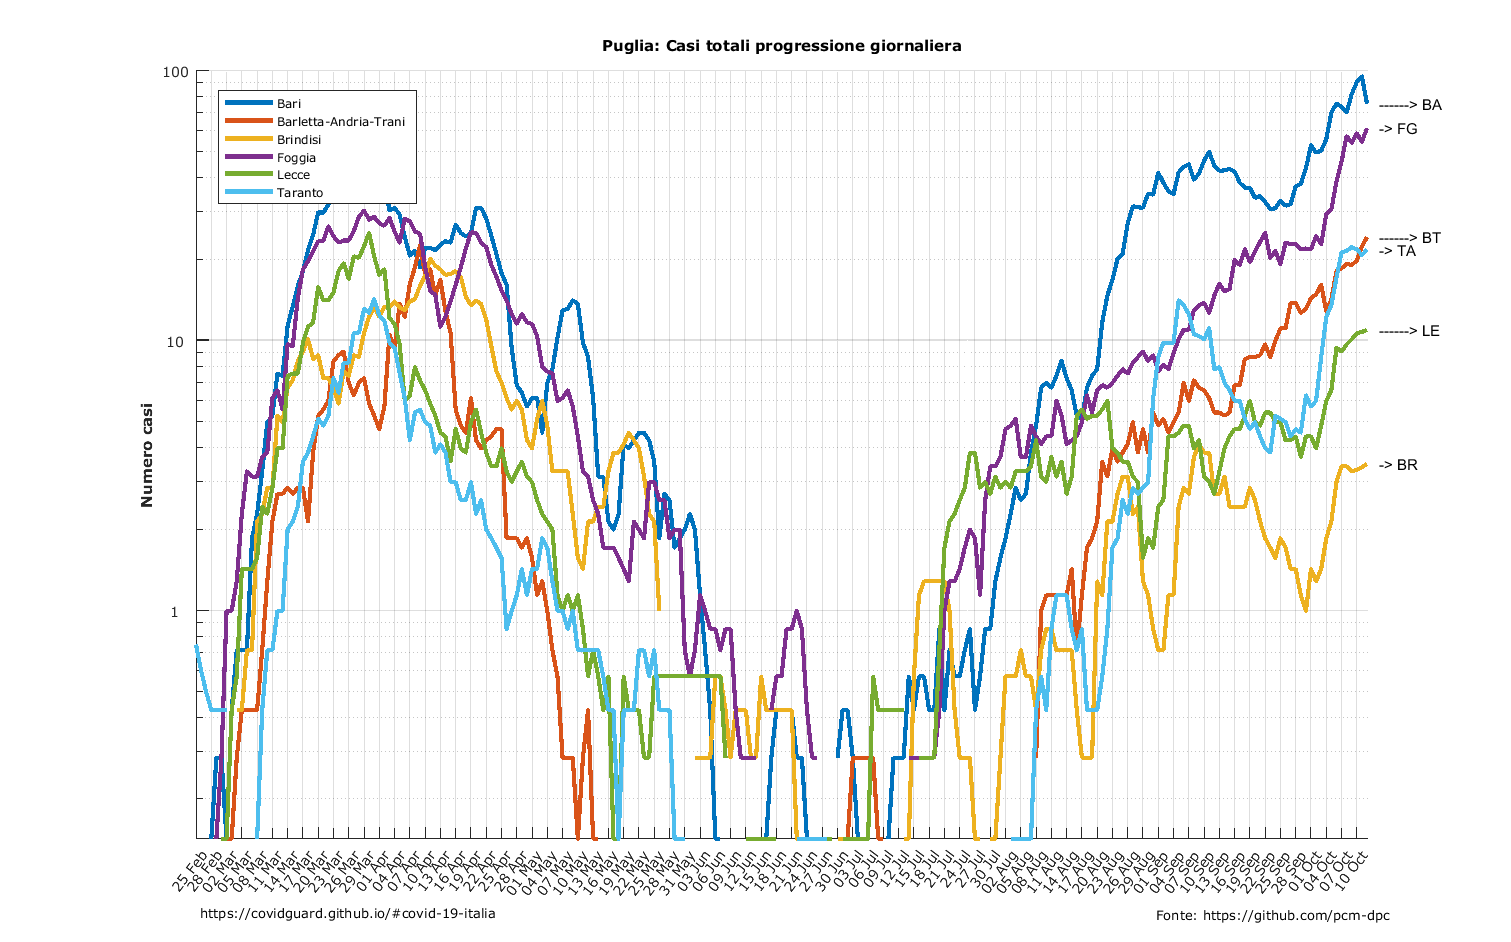 Puglia: Casi totali progressione giornaliera
100
10
1
Numero casi
Bari
Barletta-Andria-Trani
Brindisi
Foggia
Lecce
Taranto
------> BA
-> FG
------> BT
-> TA
------> LE
-> BR
25 Feb
28 Feb
02 Mar
05 Mar
08 Mar
11 Mar
14 Mar
17 Mar
20 Mar
23 Mar
26 Mar
29 Mar
01 Apr
04 Apr
07 Apr
10 Apr
13 Apr
16 Apr
19 Apr
22 Apr
25 Apr
28 Apr
01 May
04 May
07 May
10 May
13 May
16 May
19 May
22 May
25 May
28 May
31 May
03 Jun
06 Jun
09 Jun
12 Jun
15 Jun
18 Jun
21 Jun
24 Jun
27 Jun
30 Jun
03 Jul
06 Jul
09 Jul
12 Jul
15 Jul
18 Jul
21 Jul
24 Jul
27 Jul
30 Jul
02 Aug
05 Aug
08 Aug
11 Aug
14 Aug
17 Aug
20 Aug
23 Aug
26 Aug
29 Aug
01 Sep
04 Sep
07 Sep
10 Sep
13 Sep
16 Sep
19 Sep
22 Sep
25 Sep
28 Sep
01 Oct
04 Oct
07 Oct
10 Oct
https://covidguard.github.io/#covid-19-italia
Fonte: https://github.com/pcm-dpc